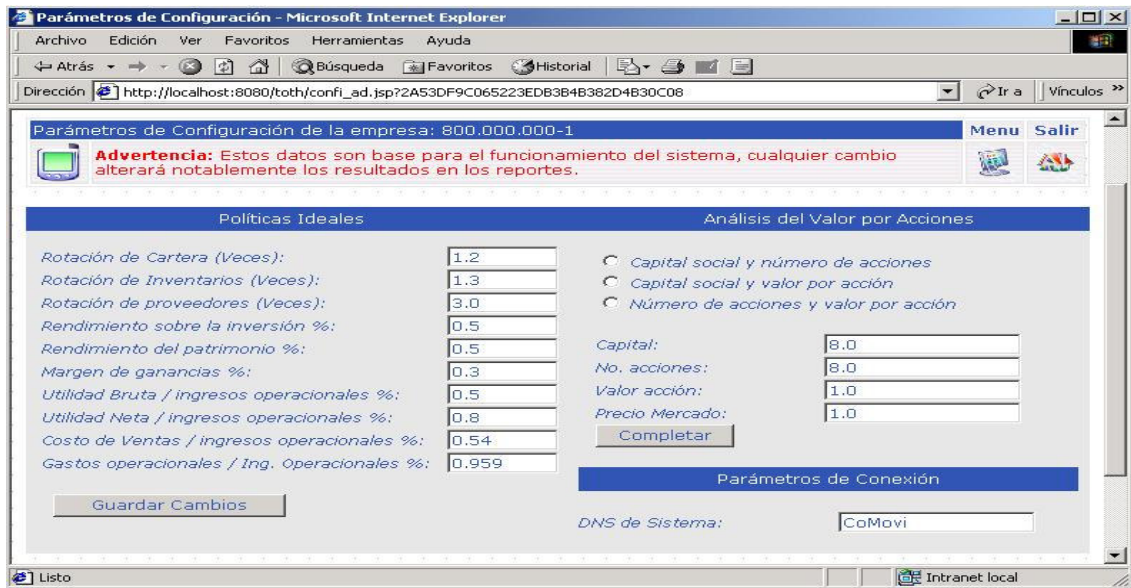 Parámetros de Configuración - Microsoft Internet Explorer
Archivo Edición Ver Favoritos Herramientas Ayuda
Atrás Búsqueda Favoritos Historial
Dirección http://localhost:8080/toth/confi_ad.jsp?2A53DF9C065223EDB3B4B382D4B30C08 Ir a Vínculos »
Parámetros de Configuración de la empresa: 800.000.000-1 Menu Salir
Advertencia: Estos datos son base para el funcionamiento del sistema, cualquier cambio
alterará notablemente los resultados en los reportes.
Políticas Ideales
Rotación de Cartera (Veces): 1.2
Rotación de Inventarios (Veces): 1.3
Rotación de proveedores (Veces): 3.0
Rendimiento sobre la inversión %: 0.5
Rendimiento del patrimonio %: 0.5
Margen de ganancias %: 0.3
Utilidad Bruta / ingresos operacionales %: 0.5
Utilidad Neta / ingresos operacionales %: 0.8
Costo de Ventas / ingresos operacionales %: 0.54
Gastos operacionales / Ing. Operacionales %: 0.959
Guardar Cambios
Análisis del Valor por Acciones
Capital social y número de acciones
Capital social y valor por acción
Número de acciones y valor por acción
Capital: 8.0
No. acciones: 8.0
Valor acción: 1.0
Precio Mercado: 1.0
Completar
Parámetros de Conexión
DNS de Sistema: CoMovi
Listo Intranet local